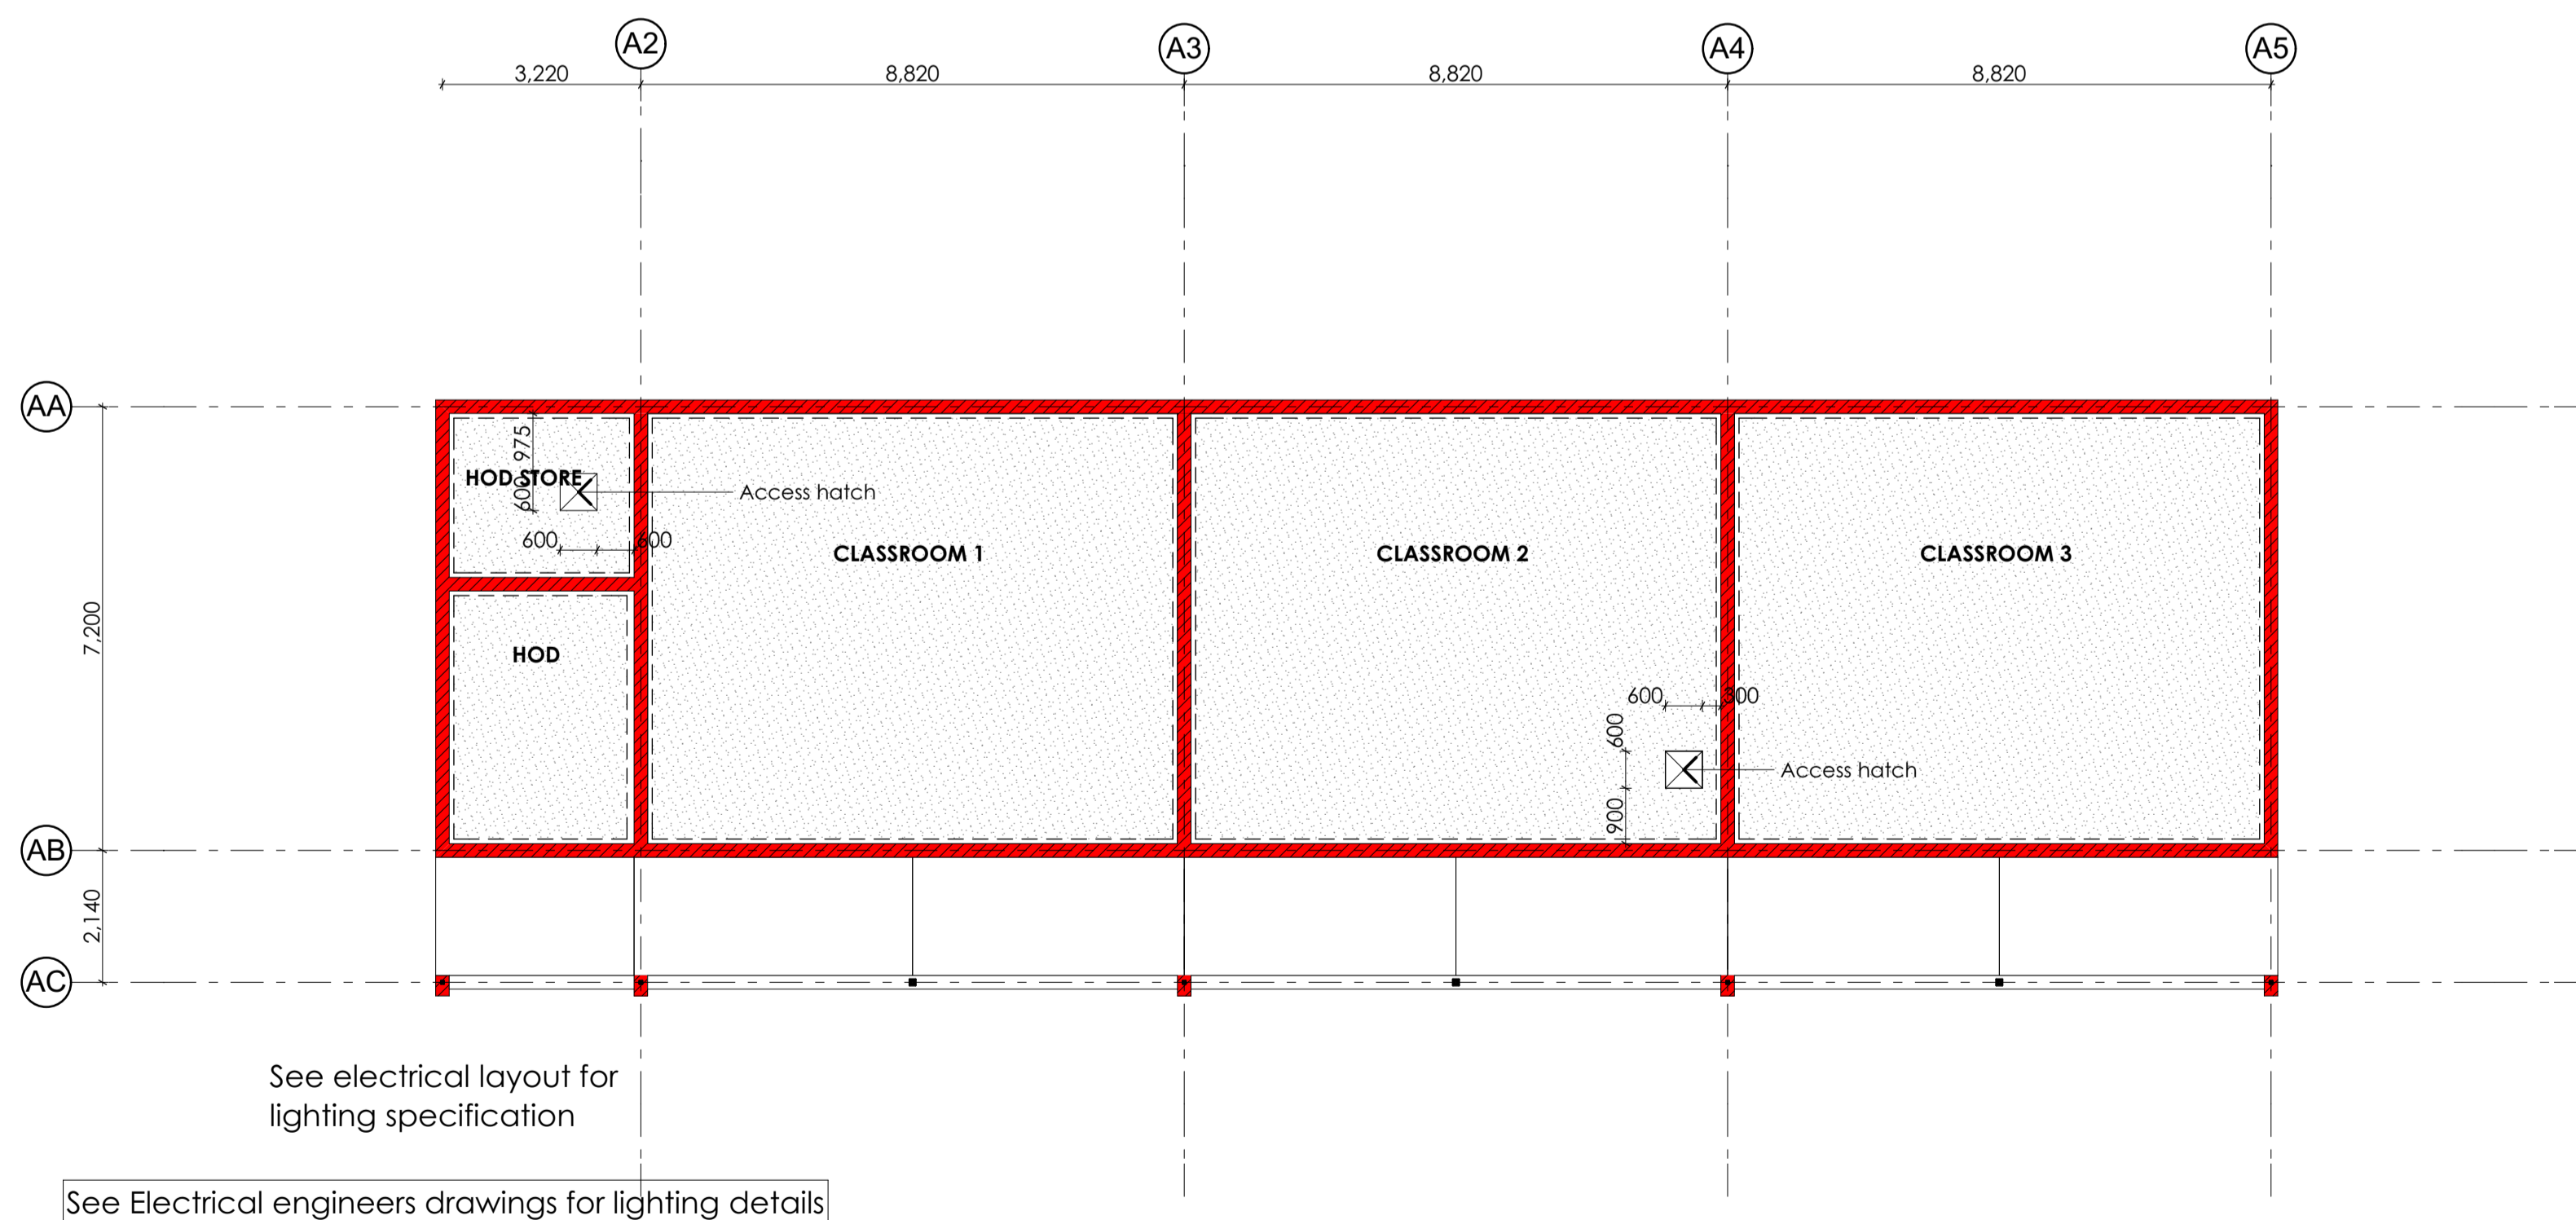 A2
A3
A4
A5
3,220
8,820
8,820
8,820
AA
975
HOD STORE
600
Access hatch
600
600
CLASSROOM 1
CLASSROOM 2
CLASSROOM 3
7,200
HOD
600
300
600
Access hatch
900
AB
2,140
AC
See electrical layout for
lighting specification
See Electrical engineers drawings for lighting details